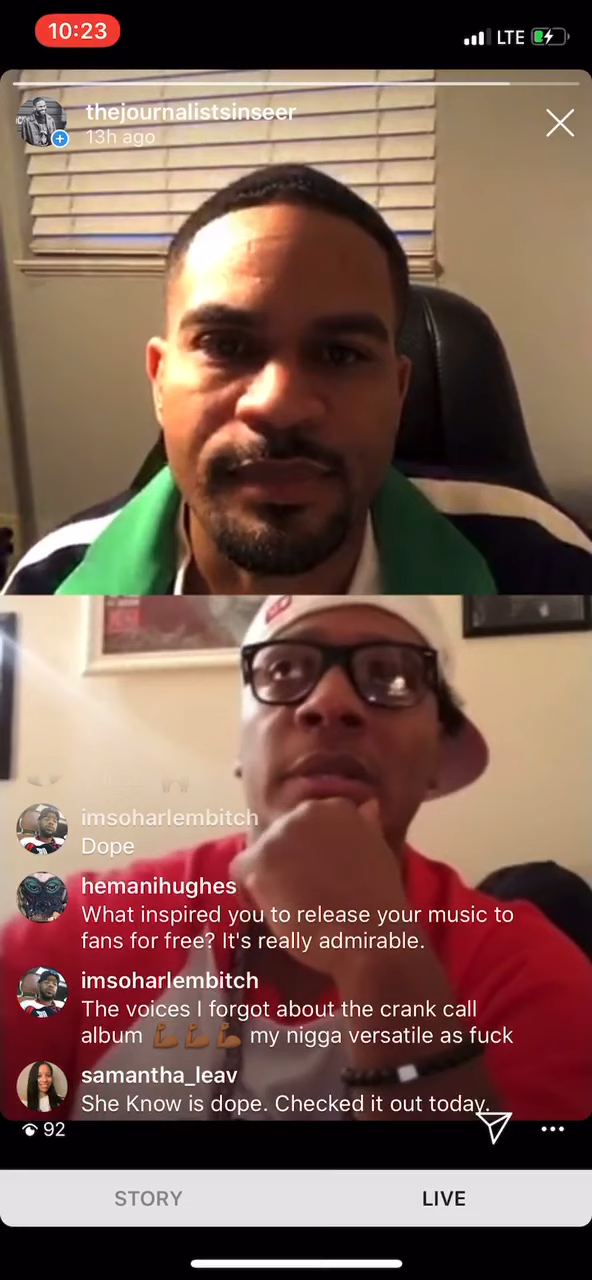 10:23
LTE
thejournalistsinseer
13h ago
imsoharlembitch
Dope
hemanihughes
What inspired you to release your music to
fans for free? It's really admirable.
imsoharlembitch
The voices I forgot about the crank call
album 💪🏾💪🏾💪🏾 my nigga versatile as fuck
samantha_leav
She Know is dope. Checked it out today.
92
STORY
LIVE